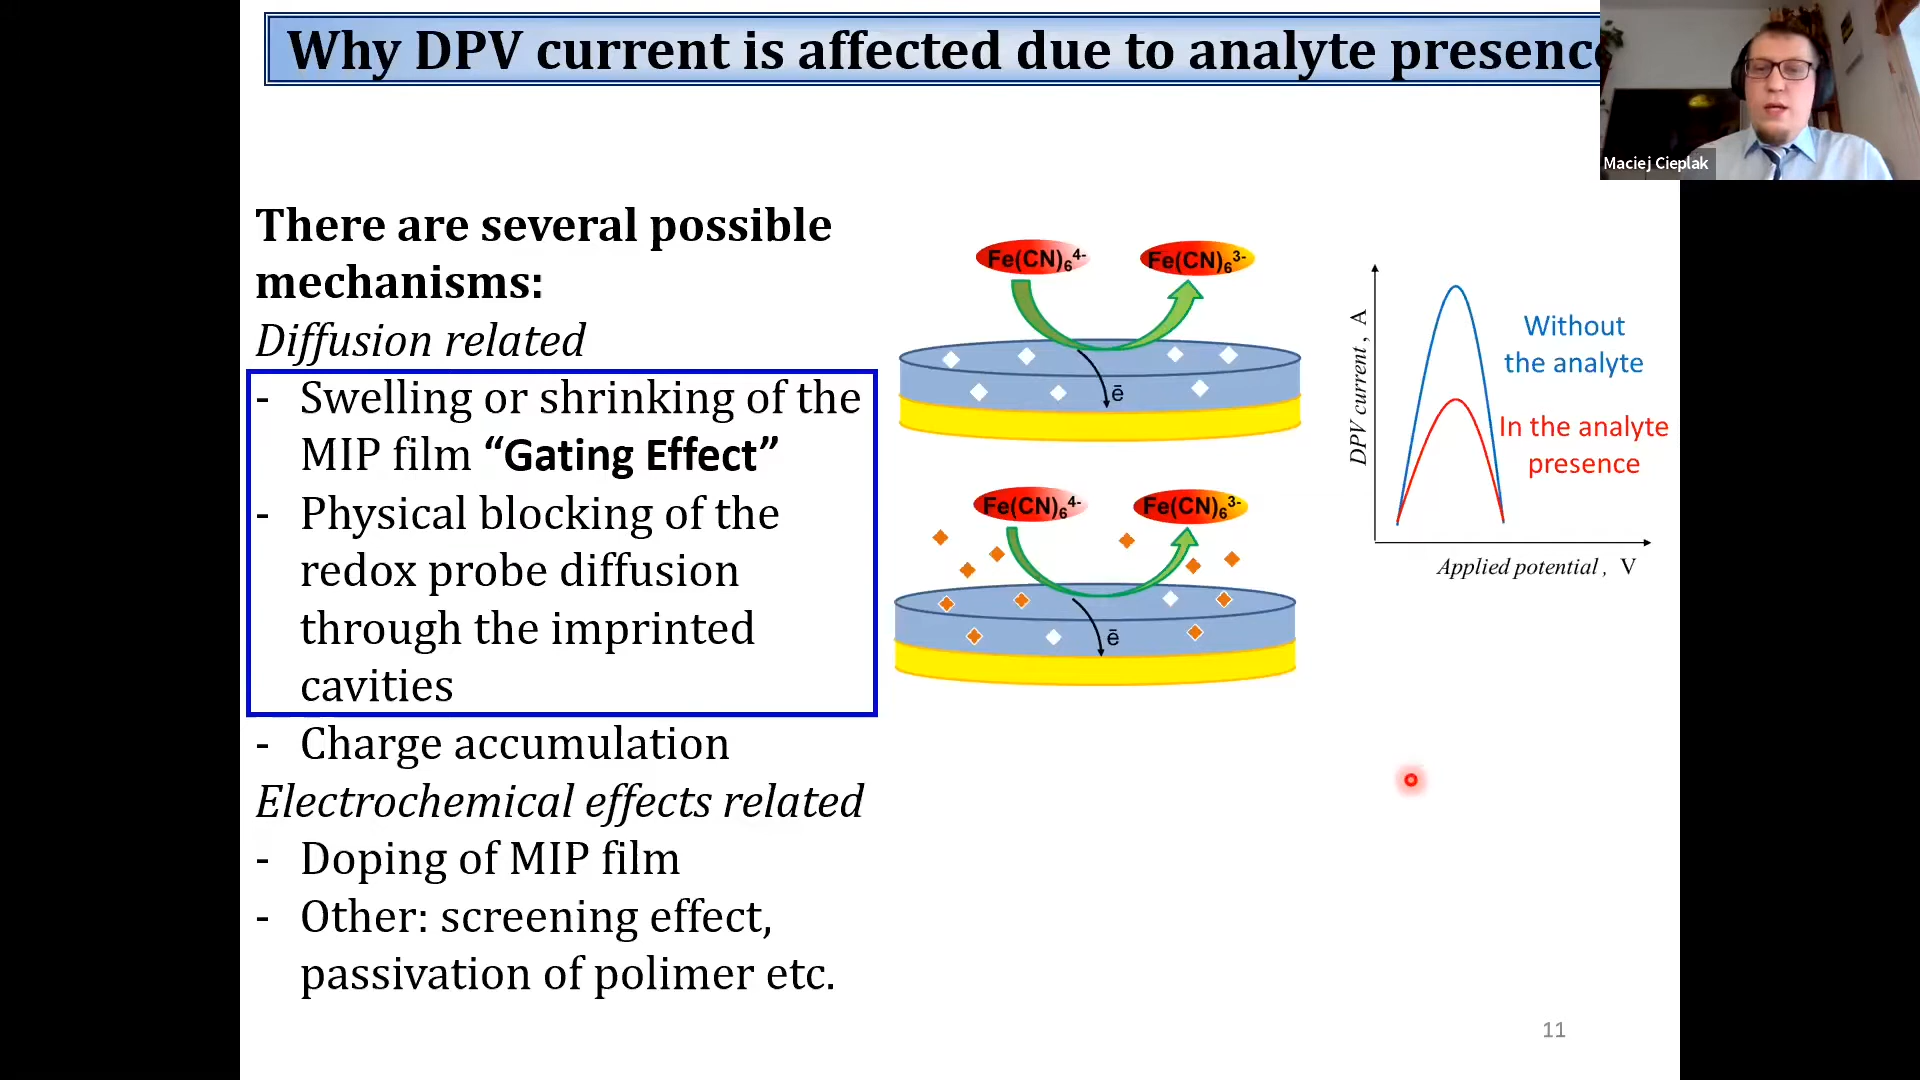 Why DPV current is affected due to analyte presenc
Maciej Cieplak
There are several possible
mechanisms:
Diffusion related
- Swelling or shrinking of the
MIP film “Gating Effect”
- Physical blocking of the
redox probe diffusion
through the imprinted
cavities
- Charge accumulation
Electrochemical effects related
- Doping of MIP film
- Other: screening effect,
passivation of polimer etc.
Fe(CN)₆⁴⁻
Fe(CN)₆³⁻
ē
Fe(CN)₆⁴⁻
Fe(CN)₆³⁻
ē
DPV current, A
Without
the analyte
In the analyte
presence
Applied potential, V
11